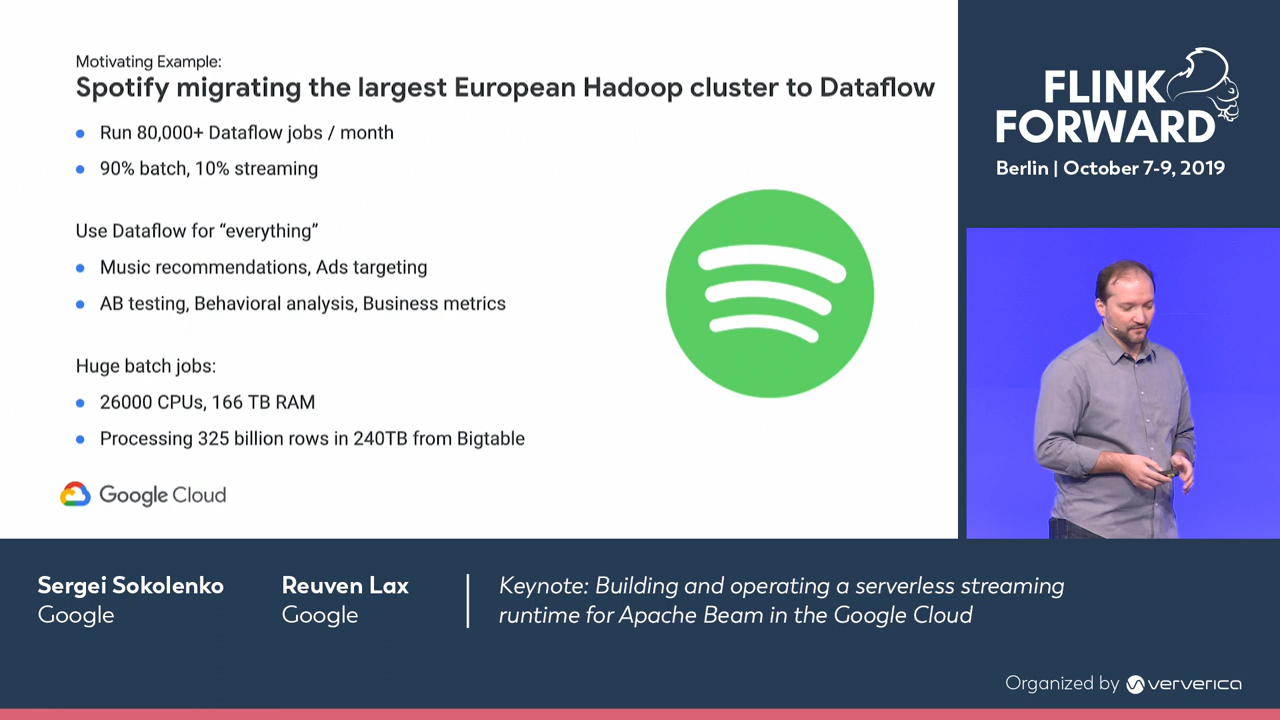 Motivating Example:
Spotify migrating the largest European Hadoop cluster to Dataflow
Run 80,000+ Dataflow jobs / month
90% batch, 10% streaming
Use Dataflow for “everything”
Music recommendations, Ads targeting
AB testing, Behavioral analysis, Business metrics
Huge batch jobs:
26000 CPUs, 166 TB RAM
Processing 325 billion rows in 240TB from Bigtable
Google Cloud
FLINK
FORWARD
Berlin | October 7-9, 2019
Sergei Sokolenko
Google
Reuven Lax
Google
Keynote: Building and operating a serverless streaming
runtime for Apache Beam in the Google Cloud
Organized by ververica